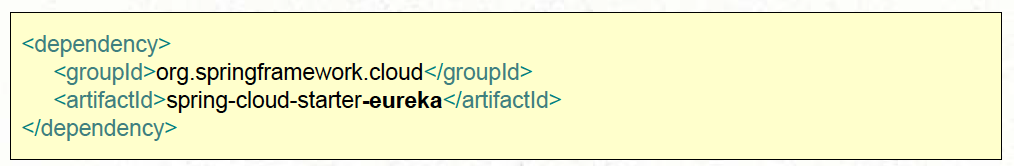 <dependency>
<groupId>org.springframework.cloud</groupId>
<artifactId>spring-cloud-starter-eureka</artifactId>
</dependency>